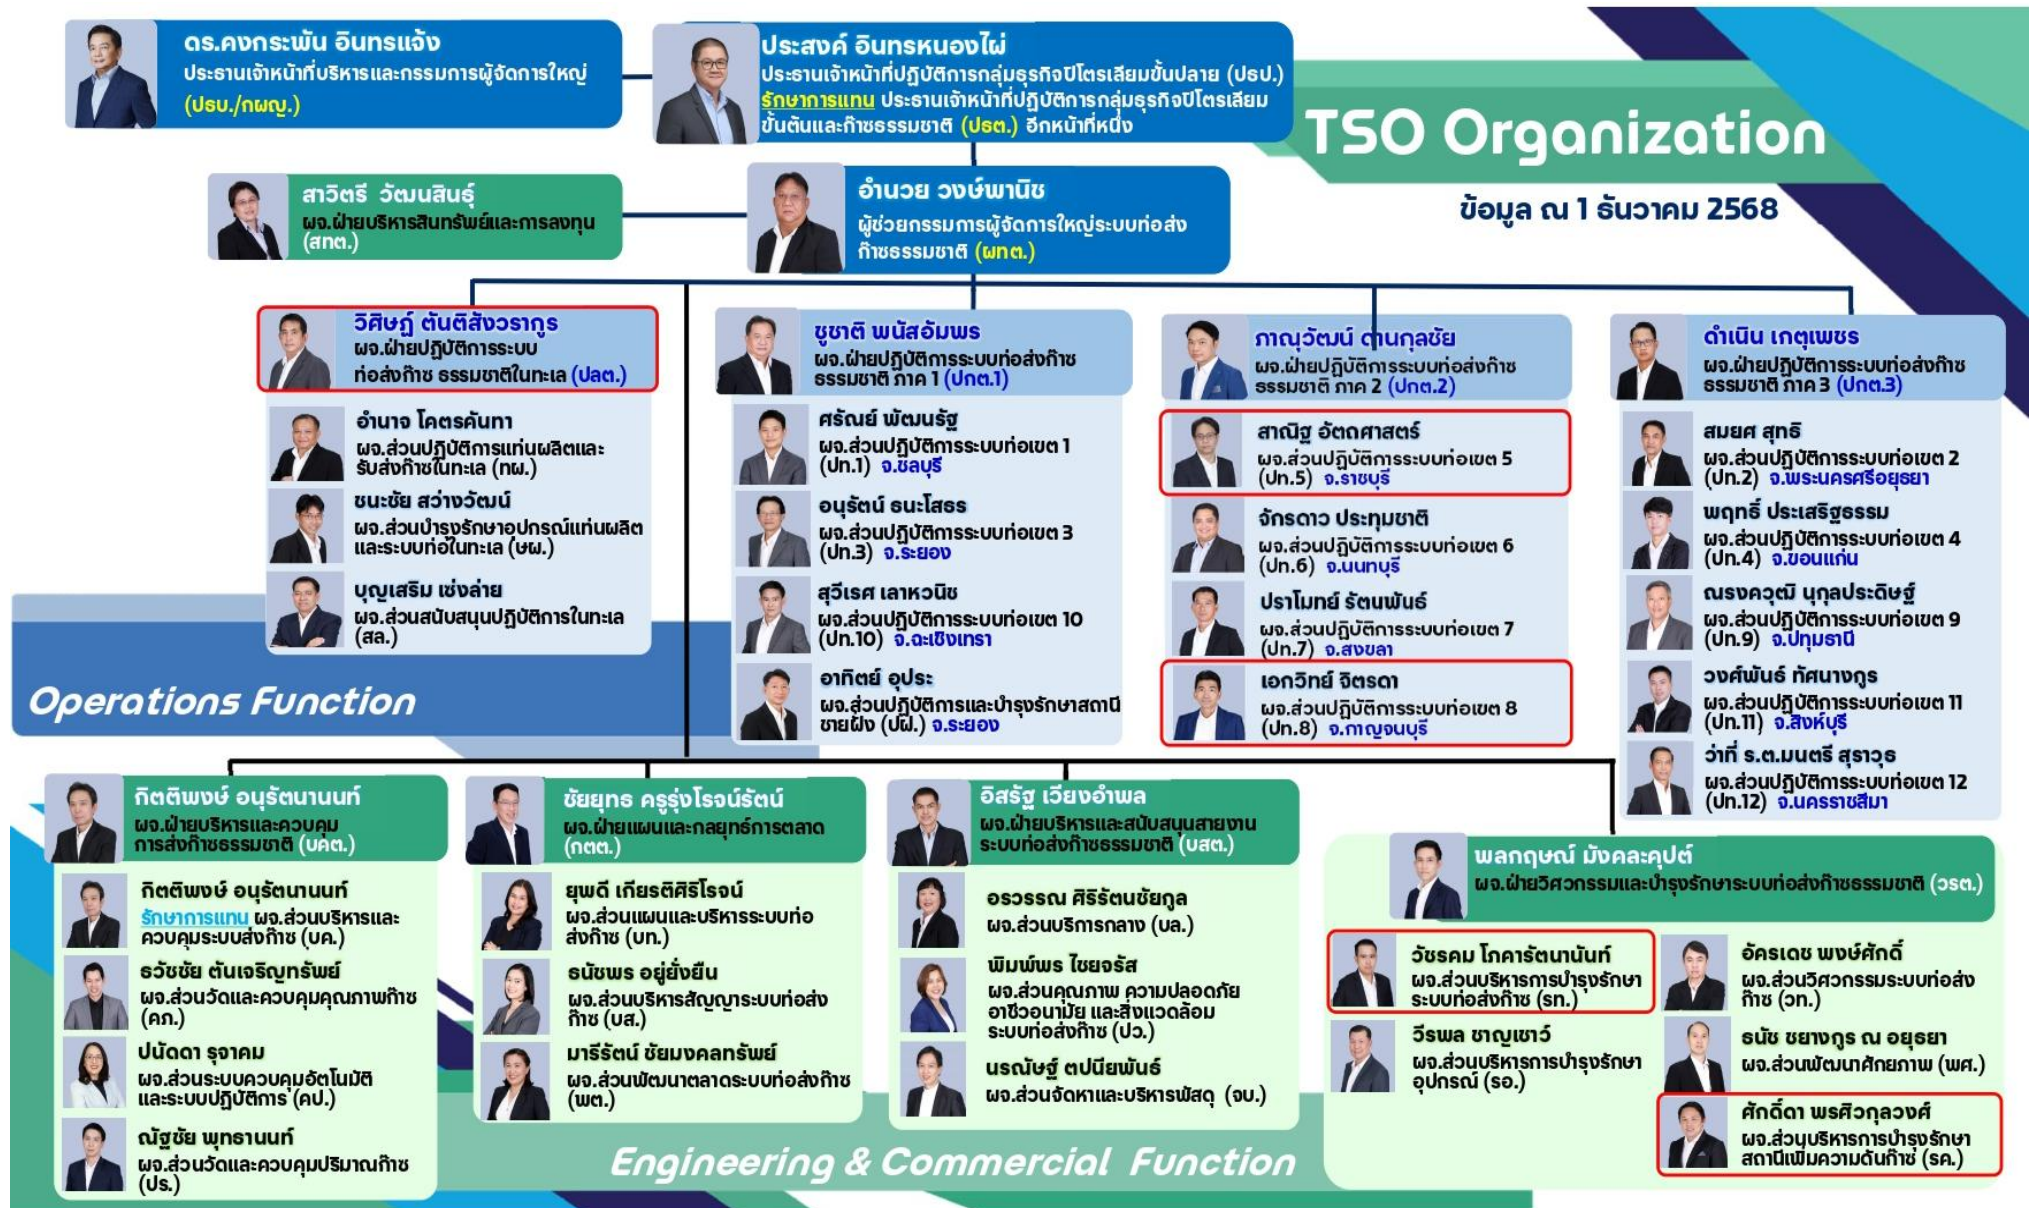 ดร.คงกระพัน อินทรแจ้ง
ประธานเจ้าหน้าที่บริหารและกรรมการผู้จัดการใหญ่
(ปธบ./กผญ.)
ประสงค์ อินทรหนองไผ่
ประธานเจ้าหน้าที่ปฏิบัติการกลุ่มธุรกิจปิโตรเลียมขั้นปลาย (ปธป.)
รักษาการแทน ประธานเจ้าหน้าที่ปฏิบัติการกลุ่มธุรกิจปิโตรเลียม
ขั้นต้นและก๊าซธรรมชาติ (ปธต.) อีกหน้าที่หนึ่ง
TSO Organization
ข้อมูล ณ 1 ธันวาคม 2568
สาวิตรี วัฒนสินธุ์
ผจ.ฝ่ายบริหารสินทรัพย์และการลงทุน
(สทต.)
อำนวย วงษ์พานิช
ผู้ช่วยกรรมการผู้จัดการใหญ่ระบบท่อส่ง
ก๊าซธรรมชาติ (ผทต.)
วิศิษฏ์ ตันติสังวรากูร
ผจ.ฝ่ายปฏิบัติการระบบ
ท่อส่งก๊าซ ธรรมชาติในทะเล (ปลต.)
อำนาจ โคตรคันทา
ผจ.ส่วนปฏิบัติการแท่นผลิตและ
รับส่งก๊าซในทะเล (ทผ.)
ชนะชัย สว่างวัฒน์
ผจ.ส่วนบำรุงรักษาอุปกรณ์แท่นผลิต
และระบบท่อในทะเล (ษผ.)
บุญเสริม เซ่งล่าย
ผจ.ส่วนสนับสนุนปฏิบัติการในทะเล
(สล.)
ชูชาติ พนัสอัมพร
ผจ.ฝ่ายปฏิบัติการระบบท่อส่งก๊าซ
ธรรมชาติ ภาค 1 (ปกต.1)
ศรัณย์ พัฒนรัฐ
ผจ.ส่วนปฏิบัติการระบบท่อเขต 1
(ปท.1) จ.ชลบุรี
อนุรัตน์ ธนะโสธร
ผจ.ส่วนปฏิบัติการระบบท่อเขต 3
(ปท.3) จ.ระยอง
สุวีเรศ เลาหวนิช
ผจ.ส่วนปฏิบัติการระบบท่อเขต 10
(ปท.10) จ.ฉะเชิงเทรา
อาทิตย์ อุประ
ผจ.ส่วนปฏิบัติการและบำรุงรักษาสถานี
ชายฝั่ง (ปฝ.) จ.ระยอง
ภาณุวัฒน์ ดานกุลชัย
ผจ.ฝ่ายปฏิบัติการระบบท่อส่งก๊าซ
ธรรมชาติ ภาค 2 (ปกต.2)
สาณิฐ อัตถศาสตร์
ผจ.ส่วนปฏิบัติการระบบท่อเขต 5
(ปท.5) จ.ราชบุรี
จักรดาว ประทุมชาติ
ผจ.ส่วนปฏิบัติการระบบท่อเขต 6
(ปท.6) จ.นนทบุรี
ปราโมทย์ รัตนพันธ์
ผจ.ส่วนปฏิบัติการระบบท่อเขต 7
(ปท.7) จ.สงขลา
เอกวิทย์ จิตรดา
ผจ.ส่วนปฏิบัติการระบบท่อเขต 8
(ปท.8) จ.กาญจนบุรี
ดำเนิน เกตุเพชร
ผจ.ฝ่ายปฏิบัติการระบบท่อส่งก๊าซ
ธรรมชาติ ภาค 3 (ปกต.3)
สมยศ สุทธิ
ผจ.ส่วนปฏิบัติการระบบท่อเขต 2
(ปท.2) จ.พระนครศรีอยุธยา
พฤทธิ์ ประเสริฐธรรม
ผจ.ส่วนปฏิบัติการระบบท่อเขต 4
(ปท.4) จ.ขอนแก่น
ณรงควุฒิ นุกุลประดิษฐ์
ผจ.ส่วนปฏิบัติการระบบท่อเขต 9
(ปท.9) จ.ปทุมธานี
วงศ์พันธ์ ทัศนางกูร
ผจ.ส่วนปฏิบัติการระบบท่อเขต 11
(ปท.11) จ.สิงห์บุรี
ว่าที่ ร.ต.มนตรี สุราวุธ
ผจ.ส่วนปฏิบัติการระบบท่อเขต 12
(ปท.12) จ.นครราชสีมา
Operations Function
กิตติพงษ์ อนุรัตนานนท์
ผจ.ฝ่ายบริหารและควบคุม
การส่งก๊าซธรรมชาติ (บคต.)
กิตติพงษ์ อนุรัตนานนท์
รักษาการแทน ผจ.ส่วนบริหารและ
ควบคุมระบบส่งก๊าซ (บค.)
ธวัชชัย ตันเจริญทรัพย์
ผจ.ส่วนวัดและควบคุมคุณภาพก๊าซ
(คภ.)
ปนัดดา รุจาคม
ผจ.ส่วนระบบควบคุมอัตโนมัติ
และระบบปฏิบัติการ (คป.)
ณัฐชัย พุทธานนท์
ผจ.ส่วนวัดและควบคุมปริมาณก๊าซ
(ปร.)
ชัยยุทธ ครูรุ่งโรจน์รัตน์
ผจ.ฝ่ายแผนและกลยุทธ์การตลาด
(กตต.)
ยุพดี เกียรติศิริโรจน์
ผจ.ส่วนแผนและบริหารระบบท่อ
ส่งก๊าซ (บท.)
ธนัชพร อยู่ยั่งยืน
ผจ.ส่วนบริหารสัญญาระบบท่อส่ง
ก๊าซ (บส.)
มารีรัตน์ ชัยมงคลทรัพย์
ผจ.ส่วนพัฒนาตลาดระบบท่อส่งก๊าซ
(พต.)
อิสรัฐ เวียงอำพล
ผจ.ฝ่ายบริหารและสนับสนุนสายงาน
ระบบท่อส่งก๊าซธรรมชาติ (บสต.)
อรวรรณ ศิริรัตนชัยกูล
ผจ.ส่วนบริการกลาง (บล.)
พิมพ์พร ไชยจรัส
ผจ.ส่วนคุณภาพ ความปลอดภัย
อาชีวอนามัย และสิ่งแวดล้อม
ระบบท่อส่งก๊าซ (ปว.)
นรณัษฐ์ ตปนียพันธ์
ผจ.ส่วนจัดหาและบริหารพัสดุ (จบ.)
พลกฤษณ์ มังคละคุปต์
ผจ.ฝ่ายวิศวกรรมและบำรุงรักษาระบบท่อส่งก๊าซธรรมชาติ (วรต.)
วัชรคม โภคารัตนานันท์
ผจ.ส่วนบริหารการบำรุงรักษา
ระบบท่อส่งก๊าซ (รท.)
วีรพล ชาญเชาว์
ผจ.ส่วนบริหารการบำรุงรักษา
อุปกรณ์ (รอ.)
อัครเดช พงษ์ศักดิ์
ผจ.ส่วนวิศวกรรมระบบท่อส่ง
ก๊าซ (วท.)
ธนัช ชยางกูร ณ อยุธยา
ผจ.ส่วนพัฒนาศักยภาพ (พศ.)
ศักดิ์ดา พรศิวกุลวงศ์
ผจ.ส่วนบริหารการบำรุงรักษา
สถานีเพิ่มความดันก๊าซ (รค.)
Engineering & Commercial Function